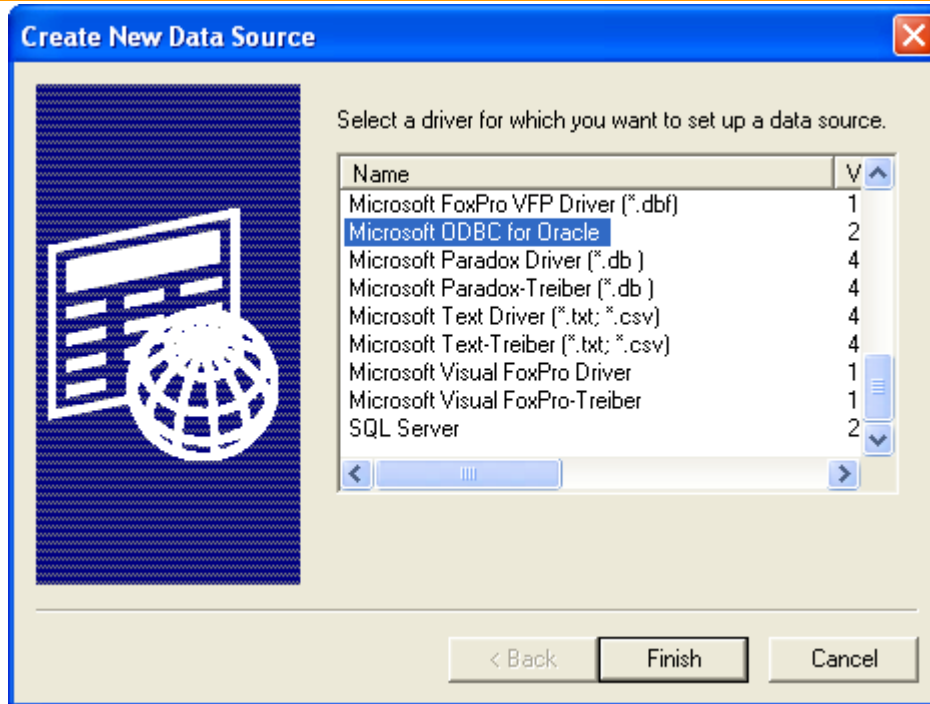 Create New Data Source
Select a driver for which you want to set up a data source.
Name V
Microsoft FoxPro VFP Driver (*.dbf) 1
Microsoft ODBC for Oracle 2
Microsoft Paradox Driver (*.db ) 4
Microsoft Paradox-Treiber (*.db ) 4
Microsoft Text Driver (*.txt; *.csv) 4
Microsoft Text-Treiber (*.txt; *.csv) 4
Microsoft Visual FoxPro Driver 1
Microsoft Visual FoxPro-Treiber 1
SQL Server 2
< Back Finish Cancel